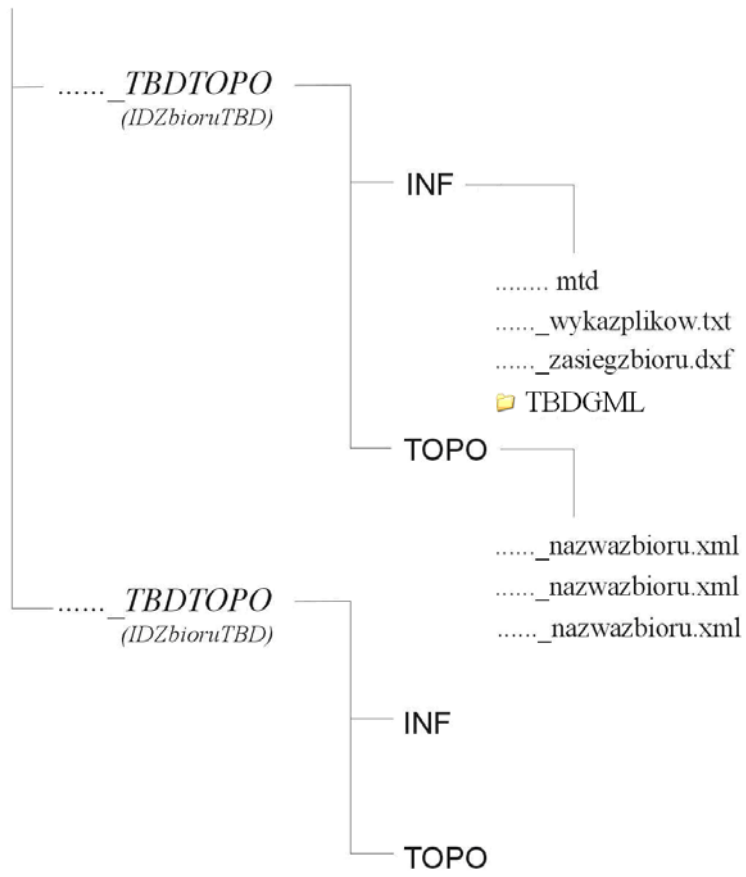 ......_TBDTOPO
(IDZbioruTBD)
INF
........ mtd
......_wykazplikow.txt
......_zasiegzbioru.dxf
TBDGML
TOPO
......_nazwazbioru.xml
......_nazwazbioru.xml
......_nazwazbioru.xml
......_TBDTOPO
(IDZbioruTBD)
INF
TOPO